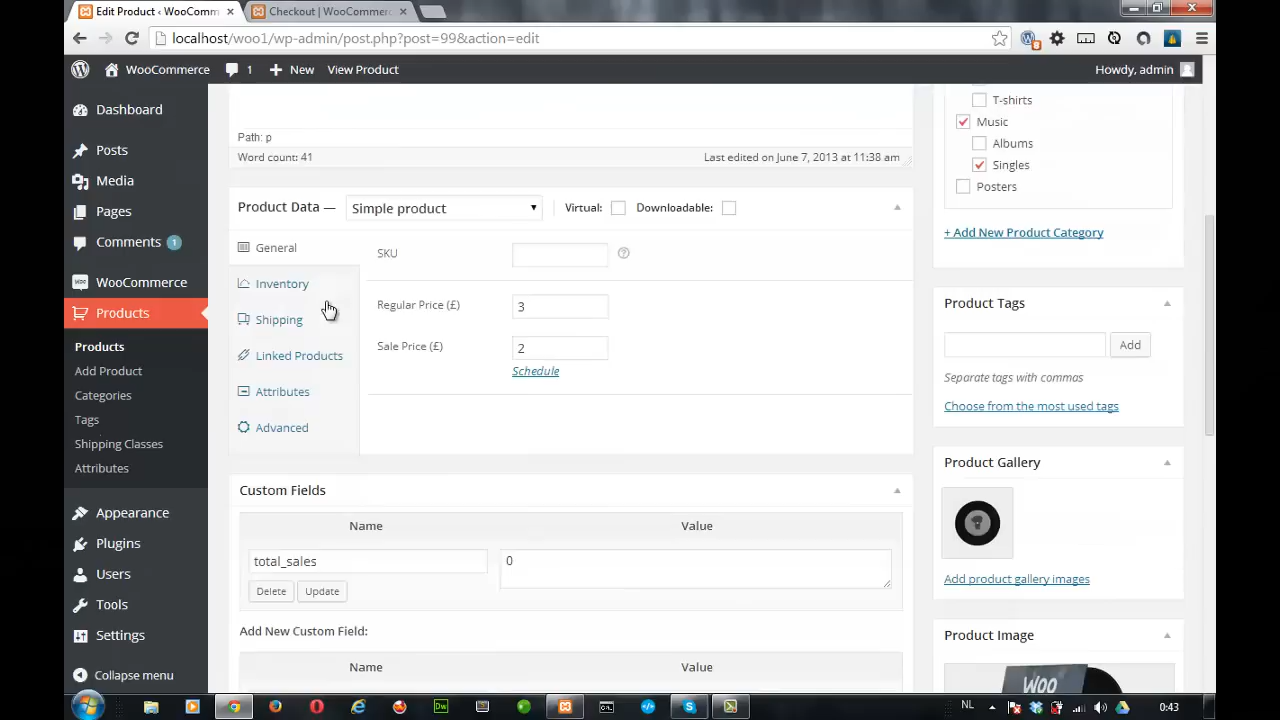 Edit Product ‹ WooComm
Checkout | WooCommerc
localhost/woo1/wp-admin/post.php?post=99&action=edit
WooCommerce
1
New
View Product
Howdy, admin
Dashboard
Posts
Media
Pages
Comments 1
WooCommerce
Products
Products
Add Product
Categories
Tags
Shipping Classes
Attributes
Appearance
Plugins
Users
Tools
Settings
Collapse menu
Path: p
Word count: 41
Last edited on June 7, 2013 at 11:38 am
Product Data —
Simple product
Virtual:
Downloadable:
General
Inventory
Shipping
Linked Products
Attributes
Advanced
SKU
?
Regular Price (£)
3
Sale Price (£)
2
Schedule
Custom Fields
Name
Value
total_sales
0
Delete
Update
Add New Custom Field:
Name
Value
T-shirts
Music
Albums
Singles
Posters
+ Add New Product Category
Product Tags
Add
Separate tags with commas
Choose from the most used tags
Product Gallery
Add product gallery images
Product Image
WOO
NL
0:43